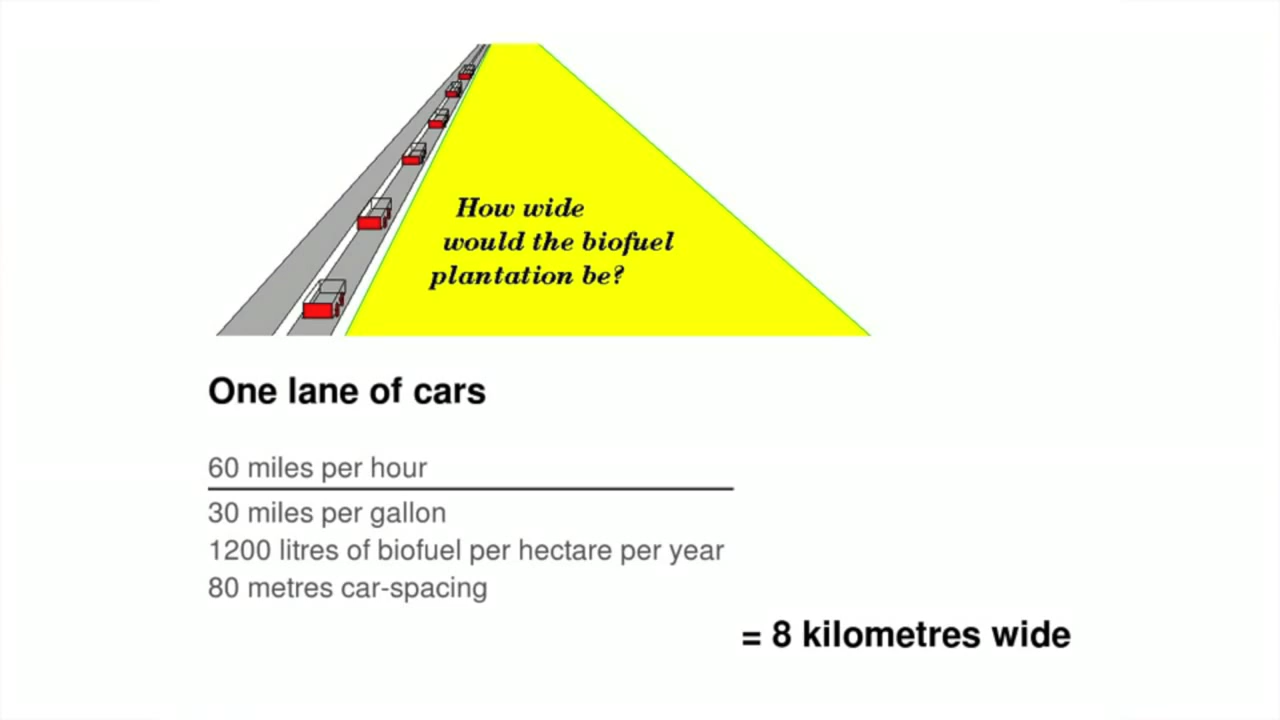 How wide
would the biofuel
plantation be?
One lane of cars
60 miles per hour
30 miles per gallon
1200 litres of biofuel per hectare per year
80 metres car-spacing
= 8 kilometres wide